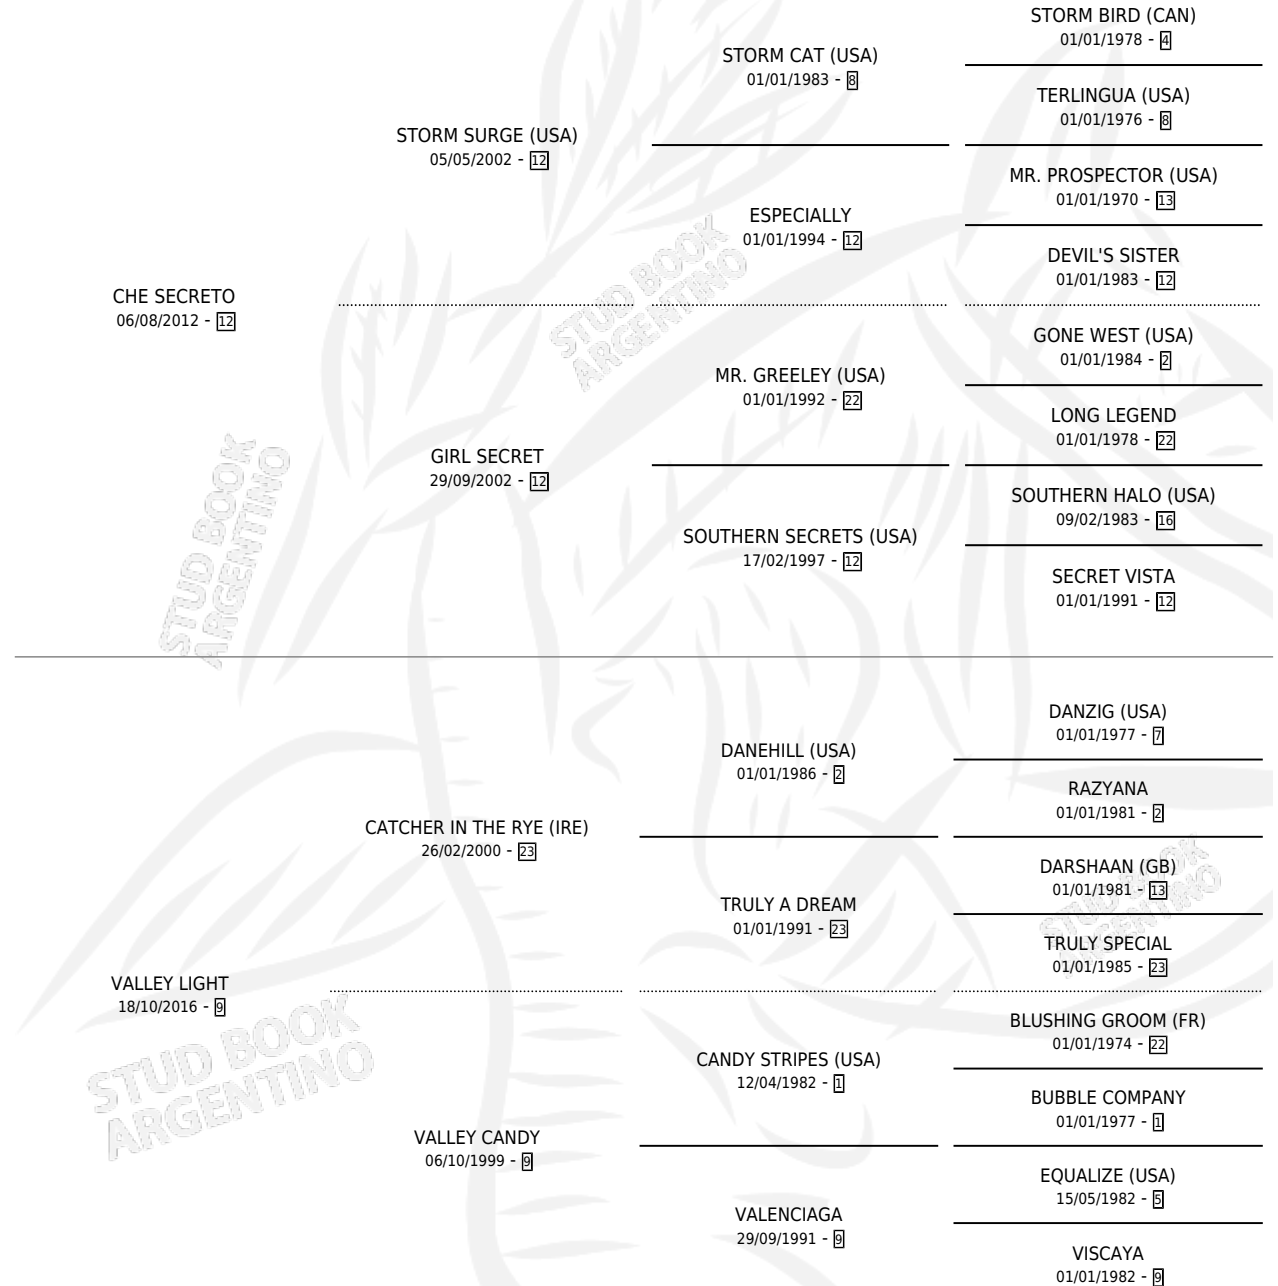 STORM BIRD (CAN)
01/01/1978 - 4
STORM CAT (USA)
01/01/1983 - 8
TERLINGUA (USA)
01/01/1976 - 8
STORM SURGE (USA)
05/05/2002 - 12
MR. PROSPECTOR (USA)
01/01/1970 - 13
ESPECIALLY
01/01/1994 - 12
DEVIL'S SISTER
01/01/1983 - 12
CHE SECRETO
06/08/2012 - 12
STUD BOOK
ARGENTINO
GONE WEST (USA)
01/01/1984 - 2
MR. GREELEY (USA)
01/01/1992 - 22
LONG LEGEND
01/01/1978 - 22
GIRL SECRET
29/09/2002 - 12
SOUTHERN HALO (USA)
09/02/1983 - 16
SOUTHERN SECRETS (USA)
17/02/1997 - 12
SECRET VISTA
01/01/1991 - 12
STUD BOOK
ARGENTINO
DANZIG (USA)
01/01/1977 - 7
DANEHILL (USA)
01/01/1986 - 2
RAZYANA
01/01/1981 - 2
CATCHER IN THE RYE (IRE)
26/02/2000 - 23
DARSHAAN (GB)
01/01/1981 - 13
TRULY A DREAM
01/01/1991 - 23
TRULY SPECIAL
01/01/1985 - 23
STUD BOOK
ARGENTINO
VALLEY LIGHT
18/10/2016 - 9
BLUSHING GROOM (FR)
01/01/1974 - 22
CANDY STRIPES (USA)
12/04/1982 - 1
BUBBLE COMPANY
01/01/1977 - 1
STUD BOOK
ARGENTINO
VALLEY CANDY
06/10/1999 - 9
EQUALIZE (USA)
15/05/1982 - 5
VALENCIAGA
29/09/1991 - 9
VISCAYA
01/01/1982 - 9